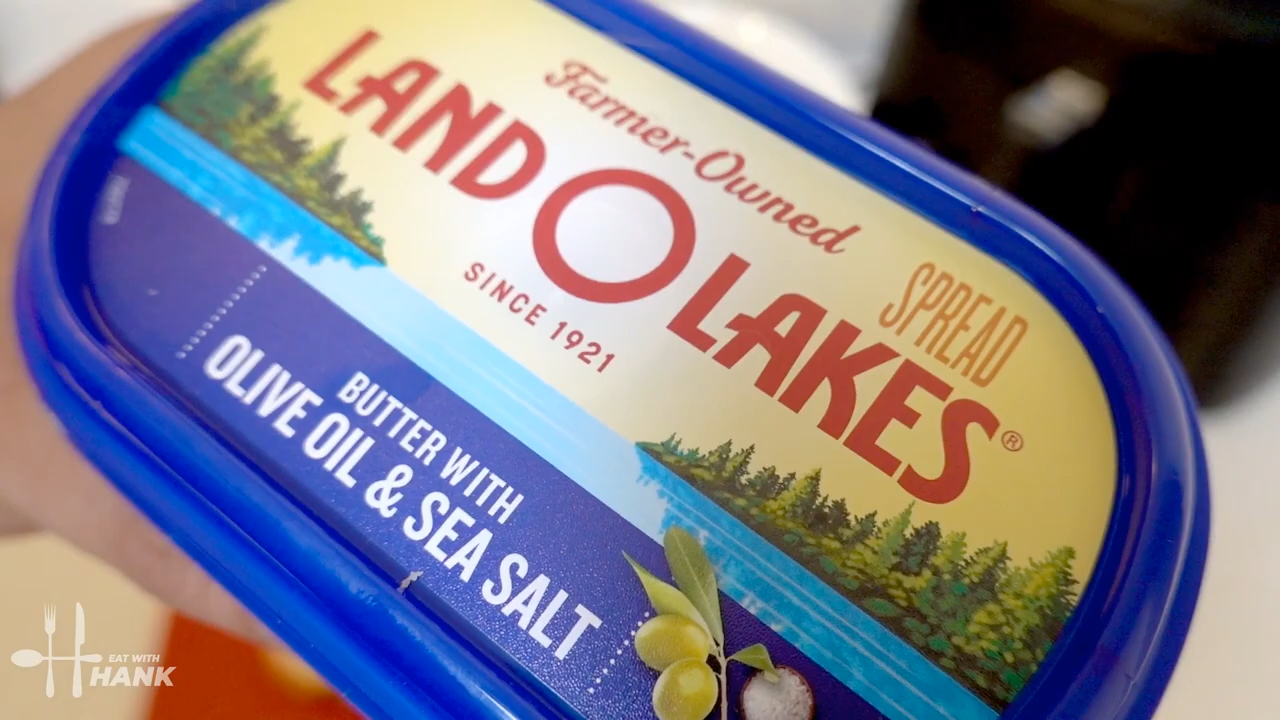 Farmer-Owned
LAND O LAKES®
SPREAD
SINCE 1921
BUTTER WITH
OLIVE OIL & SEA SALT
EAT WITH
HANK